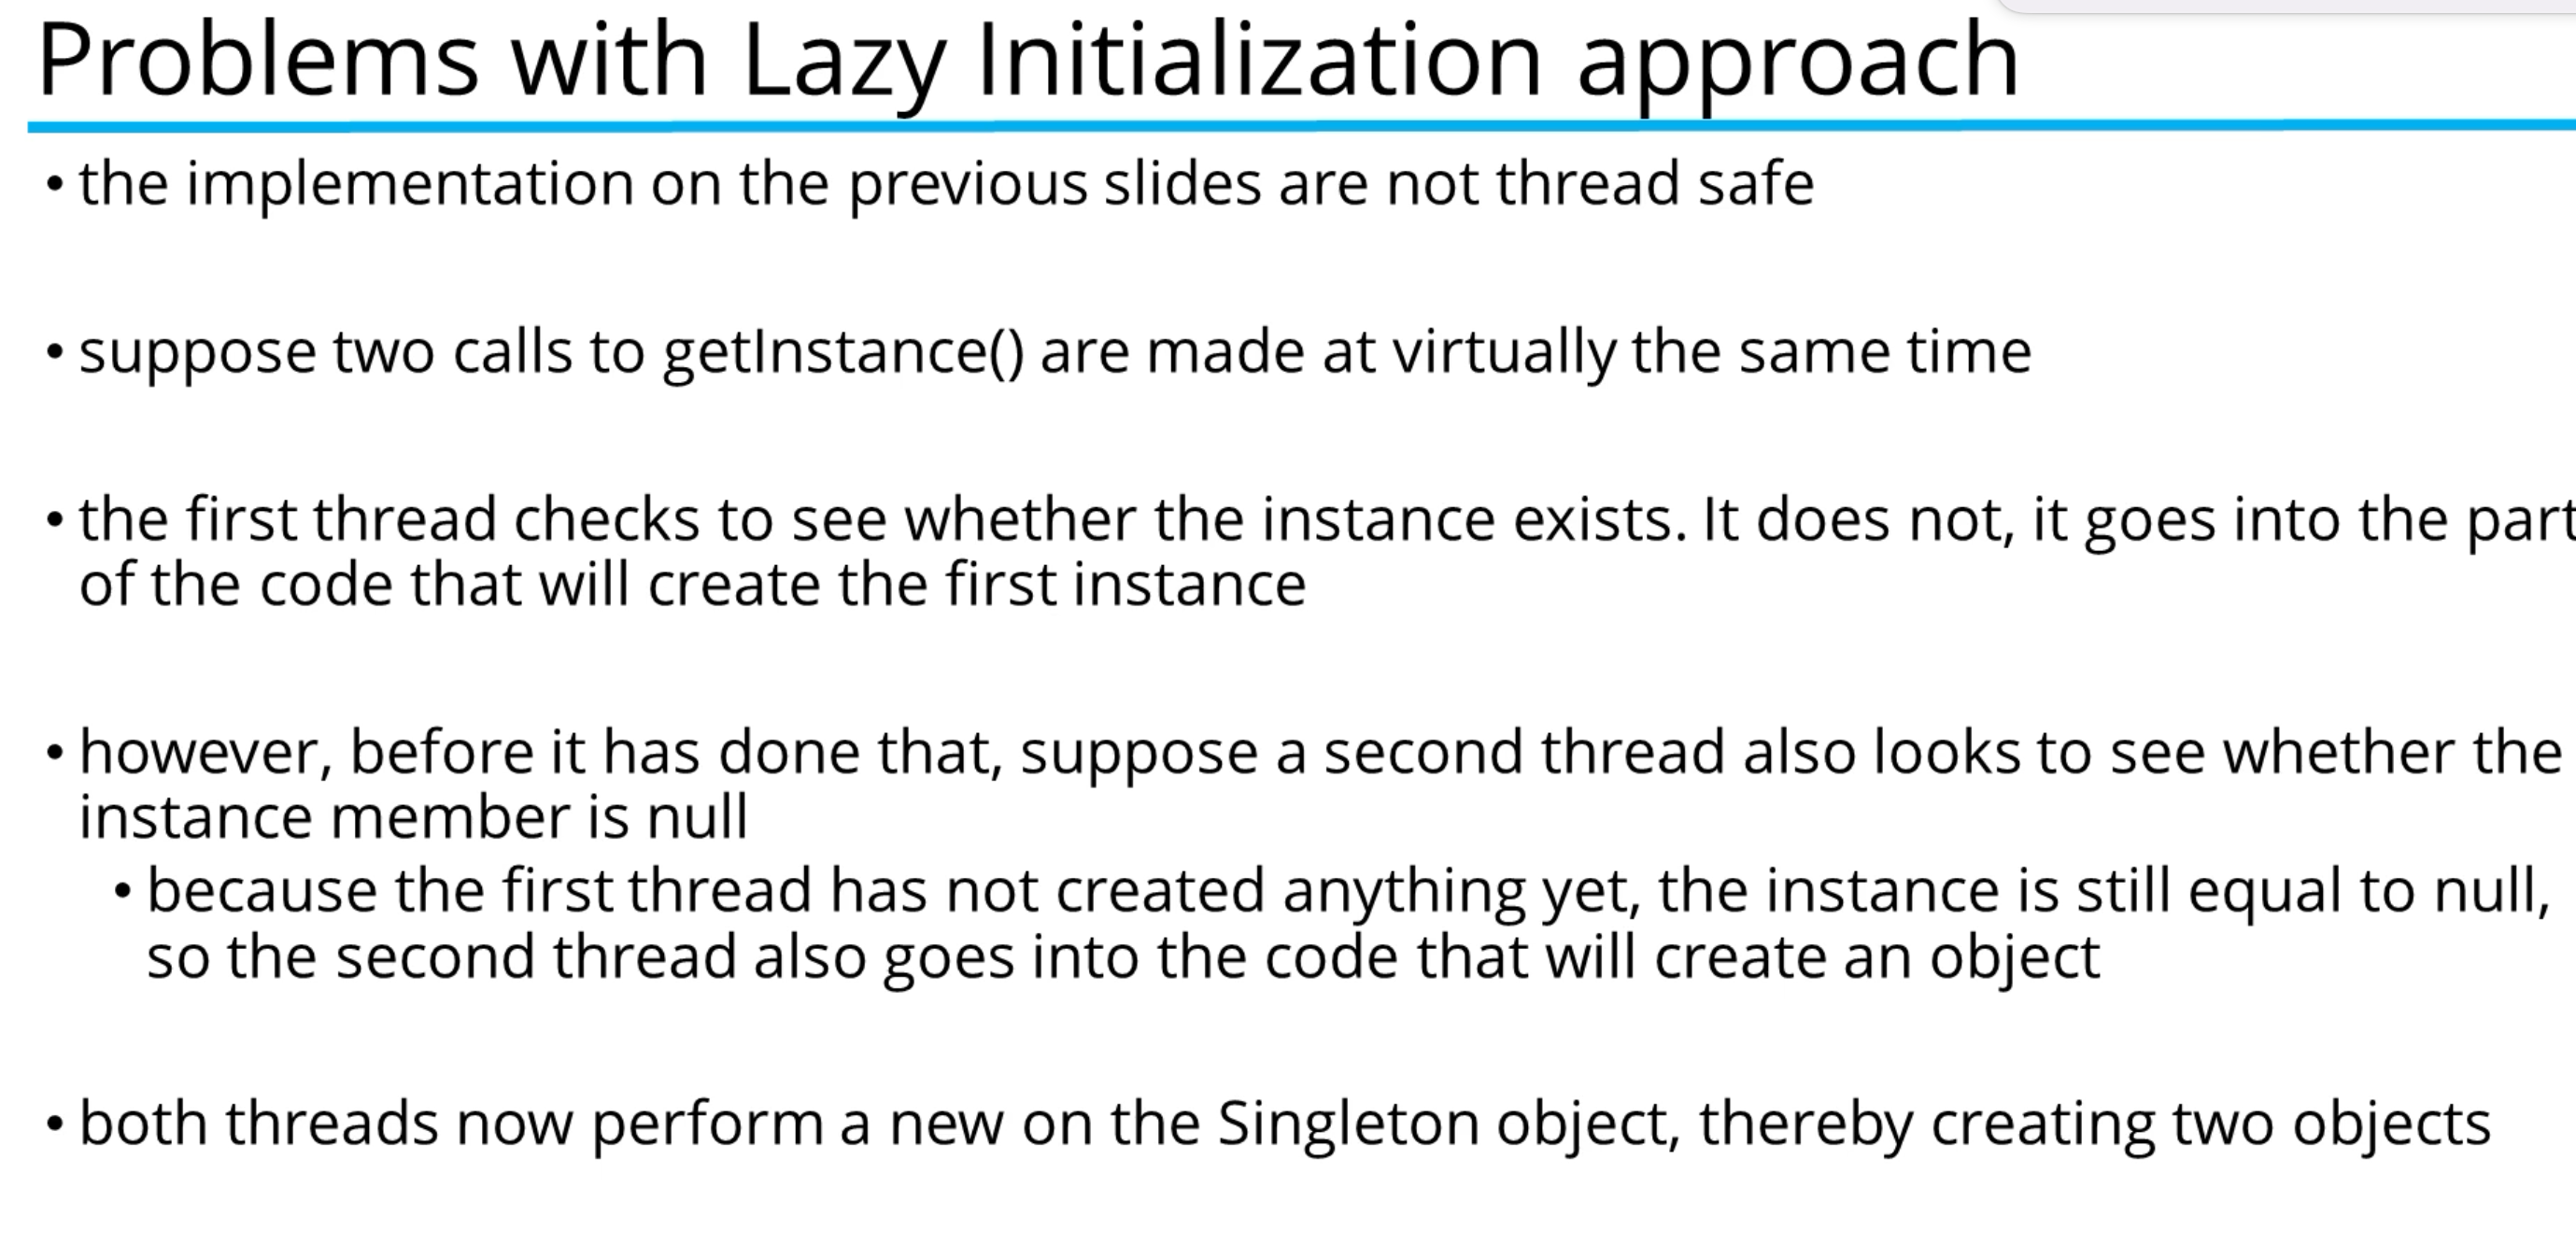 Problems with Lazy Initialization approach
• the implementation on the previous slides are not thread safe
• suppose two calls to getInstance() are made at virtually the same time
• the first thread checks to see whether the instance exists. It does not, it goes into the part
of the code that will create the first instance
• however, before it has done that, suppose a second thread also looks to see whether the
instance member is null
• because the first thread has not created anything yet, the instance is still equal to null,
so the second thread also goes into the code that will create an object
• both threads now perform a new on the Singleton object, thereby creating two objects